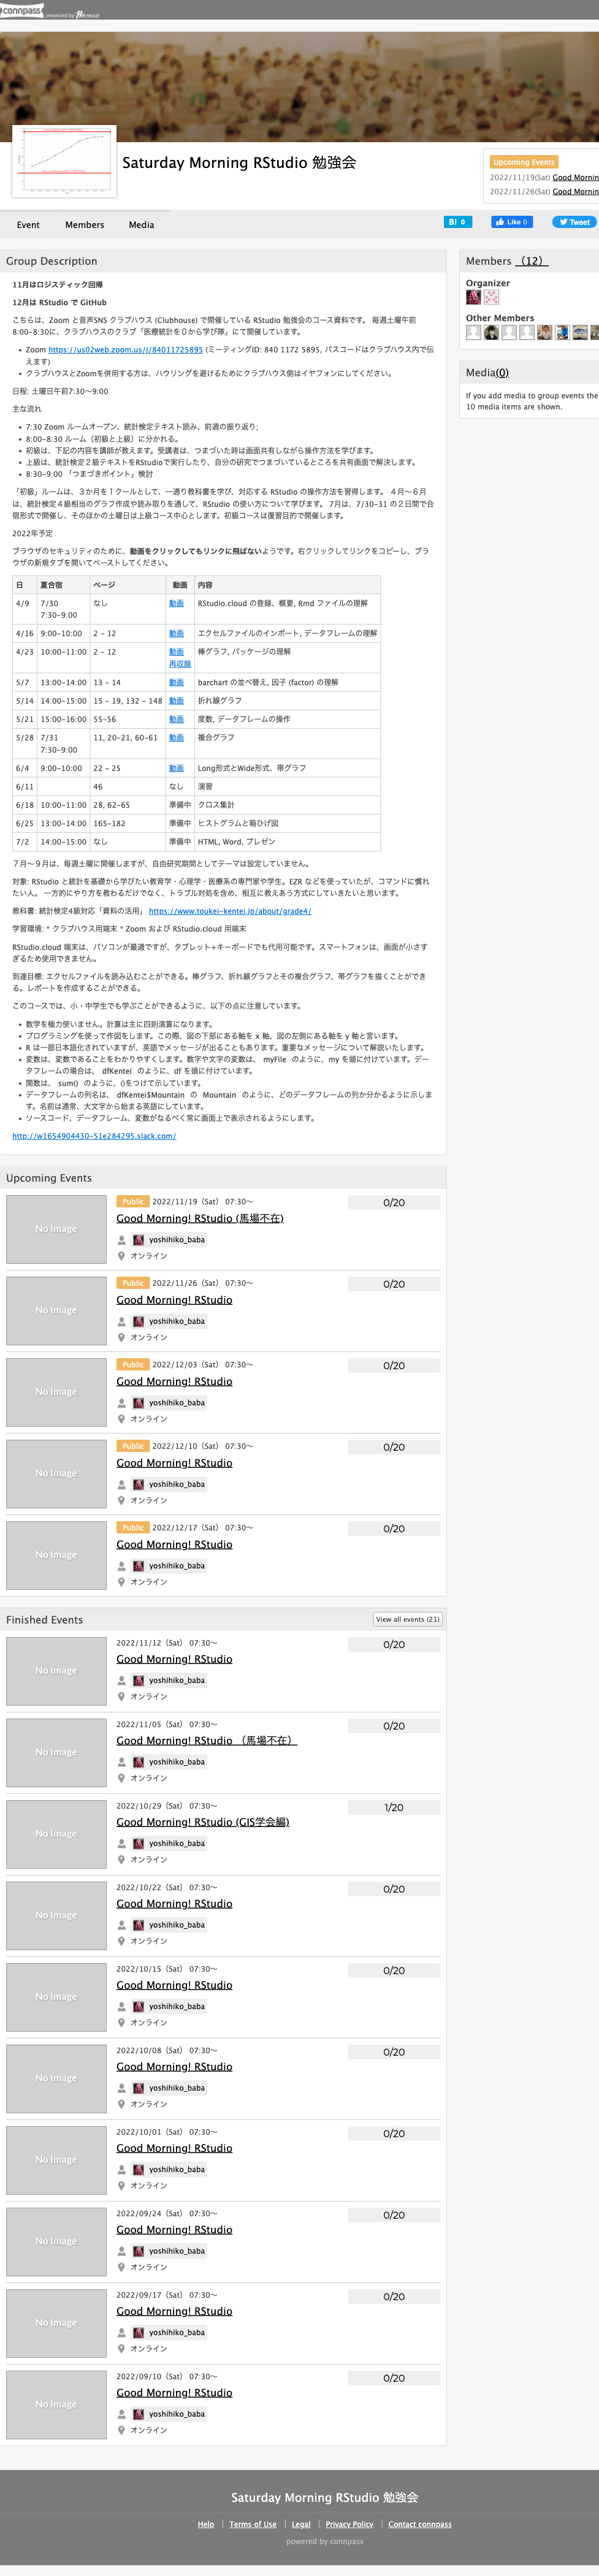 connpass produced by BePROUD
Saturday Morning RStudio 勉強会
Upcoming Events
2022/11/19(Sat) Good Mornin
2022/11/26(Sat) Good Mornin
Event Members Media
B! 0 Like 0 Tweet
Group Description
11月はロジスティック回帰
12月は RStudio で GitHub
こちらは、Zoom と音声SNS クラブハウス (Clubhouse) で開催している RStudio 勉強会のコース資料です。 毎週土曜午前
8:00-8:30に、クラブハウスのクラブ「医療統計を０から学び隊」にて開催しています。
Zoom https://us02web.zoom.us/j/84011725895 (ミーティングID: 840 1172 5895, パスコードはクラブハウス内で伝
えます)
クラブハウスとZoomを併用する方は、ハウリングを避けるためにクラブハウス側はイヤフォンにしてください。
日程: 土曜日午前7:30〜9:00
主な流れ
7:30 Zoom ルームオープン、統計検定テキスト読み、前週の振り返り;
8:00-8:30 ルーム（初級と上級）に分かれる。
初級は、下記の内容を講師が教えます。受講者は、つまづいた時は画面共有しながら操作方法を学びます。
上級は、統計検定２級テキストをRStudioで実行したり、自分の研究でつまづいているところを共有画面で解決します。
8:30-9:00 「つまづきポイント」検討
「初級」ルームは、３か月を１クールとして、一通り教科書を学び、対応する RStudio の操作方法を習得します。 ４月〜６月
は、統計検定４級相当のグラフ作成や読み取りを通して、RStudio の使い方について学びます。 7月は、7/30-31 の２日間で合
宿形式で開催し、そのほかの土曜日は上級コース中心とします。初級コースは復習目的で開催します。
2022年予定
ブラウザのセキュリティのために、動画をクリックしてもリンクに飛ばないようです。右クリックしてリンクをコピーし、ブラ
ウザの新規タブを開いてペーストしてください。
日 夏合宿 ページ 動画 内容
4/9 7/30 なし 動画 RStudio.cloud の登録、概要, Rmd ファイルの理解
7:30-9:00
4/16 9:00-10:00 2 - 12 動画 エクセルファイルのインポート, データフレームの理解
4/23 10:00-11:00 2 - 12 動画 棒グラフ, パッケージの理解
再収録
5/7 13:00-14:00 13 - 14 動画 barchart の並べ替え, 因子 (factor) の理解
5/14 14:00-15:00 15 - 19, 132 - 148 動画 折れ線グラフ
5/21 15:00-16:00 55-56 動画 度数, データフレームの操作
5/28 7/31 11, 20-21, 60-61 動画 複合グラフ
7:30-9:00
6/4 9:00-10:00 22 - 25 動画 Long形式とWide形式、帯グラフ
6/11 46 なし 演習
6/18 10:00-11:00 28, 62-65 準備中 クロス集計
6/25 13:00-14:00 165-182 準備中 ヒストグラムと箱ひげ図
7/2 14:00-15:00 なし 準備中 HTML, Word, プレゼン
７月〜９月は、毎週土曜に開催しますが、自由研究期間としてテーマは設定していません。
対象: RStudio と統計を基礎から学びたい教育学・心理学・医療系の専門家や学生。EZR などを使っていたが、コマンドに慣れ
たい人。 一方的にやり方を教わるだけでなく、トラブル対処を含め、相互に教えあう方式にしていきたいと思います。
教科書: 統計検定4級対応「資料の活用」 https://www.toukei-kentei.jp/about/grade4/
学習環境: * クラブハウス用端末 * Zoom および RStudio.cloud 用端末
RStudio.cloud 端末は、パソコンが最適ですが、タブレット+キーボードでも代用可能です。スマートフォンは、画面が小さす
ぎるため使用できません。
到達目標: エクセルファイルを読み込むことができる。棒グラフ、折れ線グラフとその複合グラフ、帯グラフを描くことができ
る。レポートを作成することができる。
このコースでは、小・中学生でも学ぶことができるように、以下の点に注意しています。
数学を極力使いません。計算は主に四則演算になります。
プログラミングを使って作図をします。この際、図の下部にある軸を x 軸、図の左側にある軸を y 軸と言います。
R は一部日本語化されていますが、英語でメッセージが出ることもあります。重要なメッセージについて解説いたします。
変数は、変数であることをわかりやすくします。数字や文字の変数は、 myFile のように、my を頭に付けています。デー
タフレームの場合は、 dfKentei のように、df を頭に付けています。
関数は、 sum() のように、()をつけて示しています。
データフレームの列名は、 dfKentei$Mountain の Mountain のように、どのデータフレームの列か分かるように示しま
す。名前は通常、大文字から始まる英語にしています。
ソースコード、データフレーム、変数がなるべく常に画面上で表示されるようにします。
http://w1654904430-51e284295.slack.com/
Members （12）
Organizer
Other Members
Media(0)
If you add media to group events the
10 media items are shown.
Upcoming Events
No Image
Public 2022/11/19（Sat） 07:30〜
0/20
Good Morning! RStudio (馬場不在)
yoshihiko_baba
オンライン
No Image
Public 2022/11/26（Sat） 07:30〜
0/20
Good Morning! RStudio
yoshihiko_baba
オンライン
No Image
Public 2022/12/03（Sat） 07:30〜
0/20
Good Morning! RStudio
yoshihiko_baba
オンライン
No Image
Public 2022/12/10（Sat） 07:30〜
0/20
Good Morning! RStudio
yoshihiko_baba
オンライン
No Image
Public 2022/12/17（Sat） 07:30〜
0/20
Good Morning! RStudio
yoshihiko_baba
オンライン
Finished Events
View all events (21)
No Image
2022/11/12（Sat） 07:30〜
0/20
Good Morning! RStudio
yoshihiko_baba
オンライン
No Image
2022/11/05（Sat） 07:30〜
0/20
Good Morning! RStudio （馬場不在）
yoshihiko_baba
オンライン
No Image
2022/10/29（Sat） 07:30〜
1/20
Good Morning! RStudio (GIS学会編)
yoshihiko_baba
オンライン
No Image
2022/10/22（Sat） 07:30〜
0/20
Good Morning! RStudio
yoshihiko_baba
オンライン
No Image
2022/10/15（Sat） 07:30〜
0/20
Good Morning! RStudio
yoshihiko_baba
オンライン
No Image
2022/10/08（Sat） 07:30〜
0/20
Good Morning! RStudio
yoshihiko_baba
オンライン
No Image
2022/10/01（Sat） 07:30〜
0/20
Good Morning! RStudio
yoshihiko_baba
オンライン
No Image
2022/09/24（Sat） 07:30〜
0/20
Good Morning! RStudio
yoshihiko_baba
オンライン
No Image
2022/09/17（Sat） 07:30〜
0/20
Good Morning! RStudio
yoshihiko_baba
オンライン
No Image
2022/09/10（Sat） 07:30〜
0/20
Good Morning! RStudio
yoshihiko_baba
オンライン
Saturday Morning RStudio 勉強会
Help Terms of Use Legal Privacy Policy Contact connpass
powered by connpass